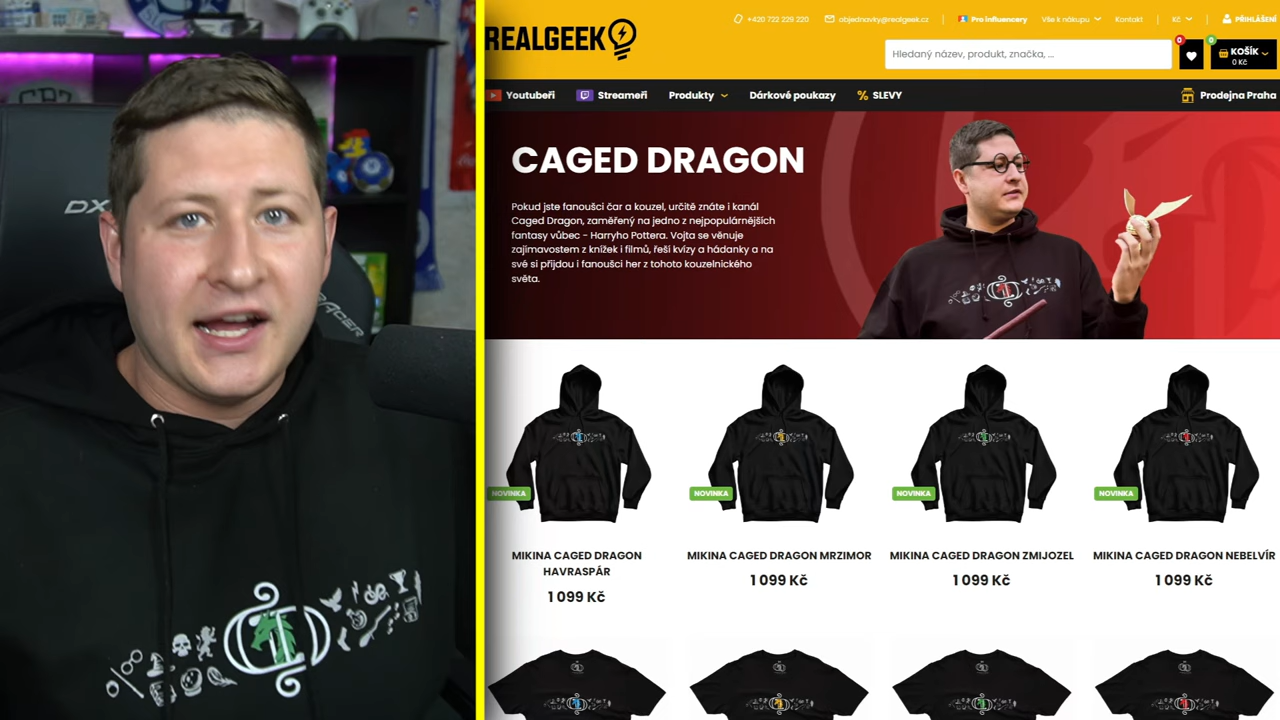 DX
RACER
REALGEEK
+420 722 229 220
objednavky@realgeek.cz
Pro influencery
Vše k nákupu
Kontakt
Kč
PŘIHLÁŠENÍ
Hledaný název, produkt, značka, ...
0
0
KOŠÍK
0 Kč
Youtubeři
Streameři
Produkty
Dárkové poukazy
% SLEVY
Prodejna Praha
CAGED DRAGON
Pokud jste fanoušci čar a kouzel, určitě znáte i kanál
Caged Dragon, zaměřený na jedno z nejpopulárnějších
fantasy vůbec - Harryho Pottera. Vojta se věnuje
zajímavostem z knížek i filmů, řeší kvízy a hádanky a na
své si přijdou i fanoušci her z tohoto kouzelnického
světa.
NOVINKA
NOVINKA
NOVINKA
NOVINKA
MIKINA CAGED DRAGON
HAVRASPÁR
1 099 Kč
MIKINA CAGED DRAGON MRZIMOR
1 099 Kč
MIKINA CAGED DRAGON ZMIJOZEL
1 099 Kč
MIKINA CAGED DRAGON NEBELVÍR
1 099 Kč